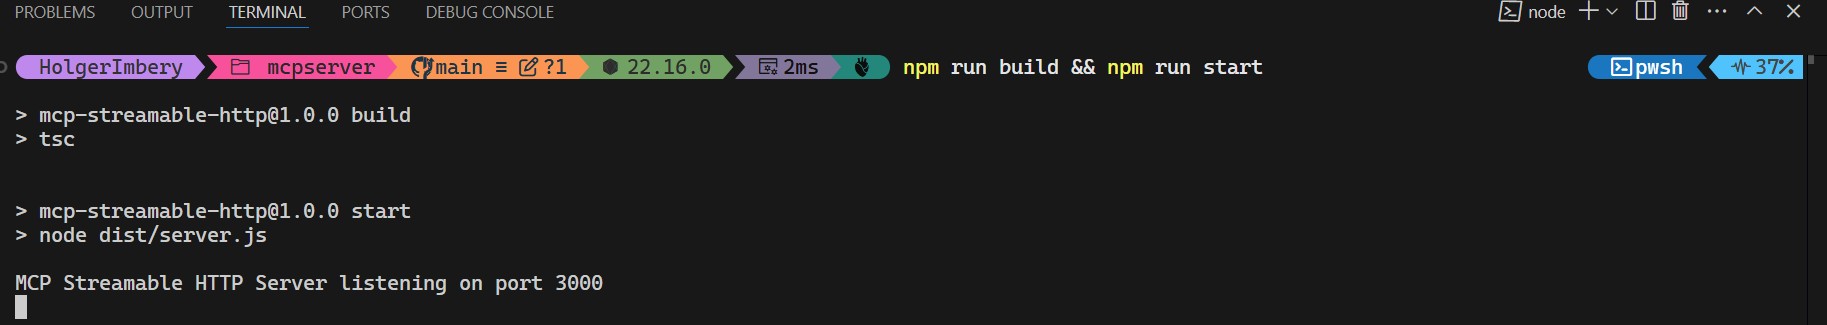 PROBLEMS OUTPUT TERMINAL PORTS DEBUG CONSOLE node
HolgerImbery mcpserver main ≡ ?1 22.16.0 2ms npm run build && npm run start pwsh 37%
> mcp-streamable-http@1.0.0 build
> tsc
> mcp-streamable-http@1.0.0 start
> node dist/server.js
MCP Streamable HTTP Server listening on port 3000